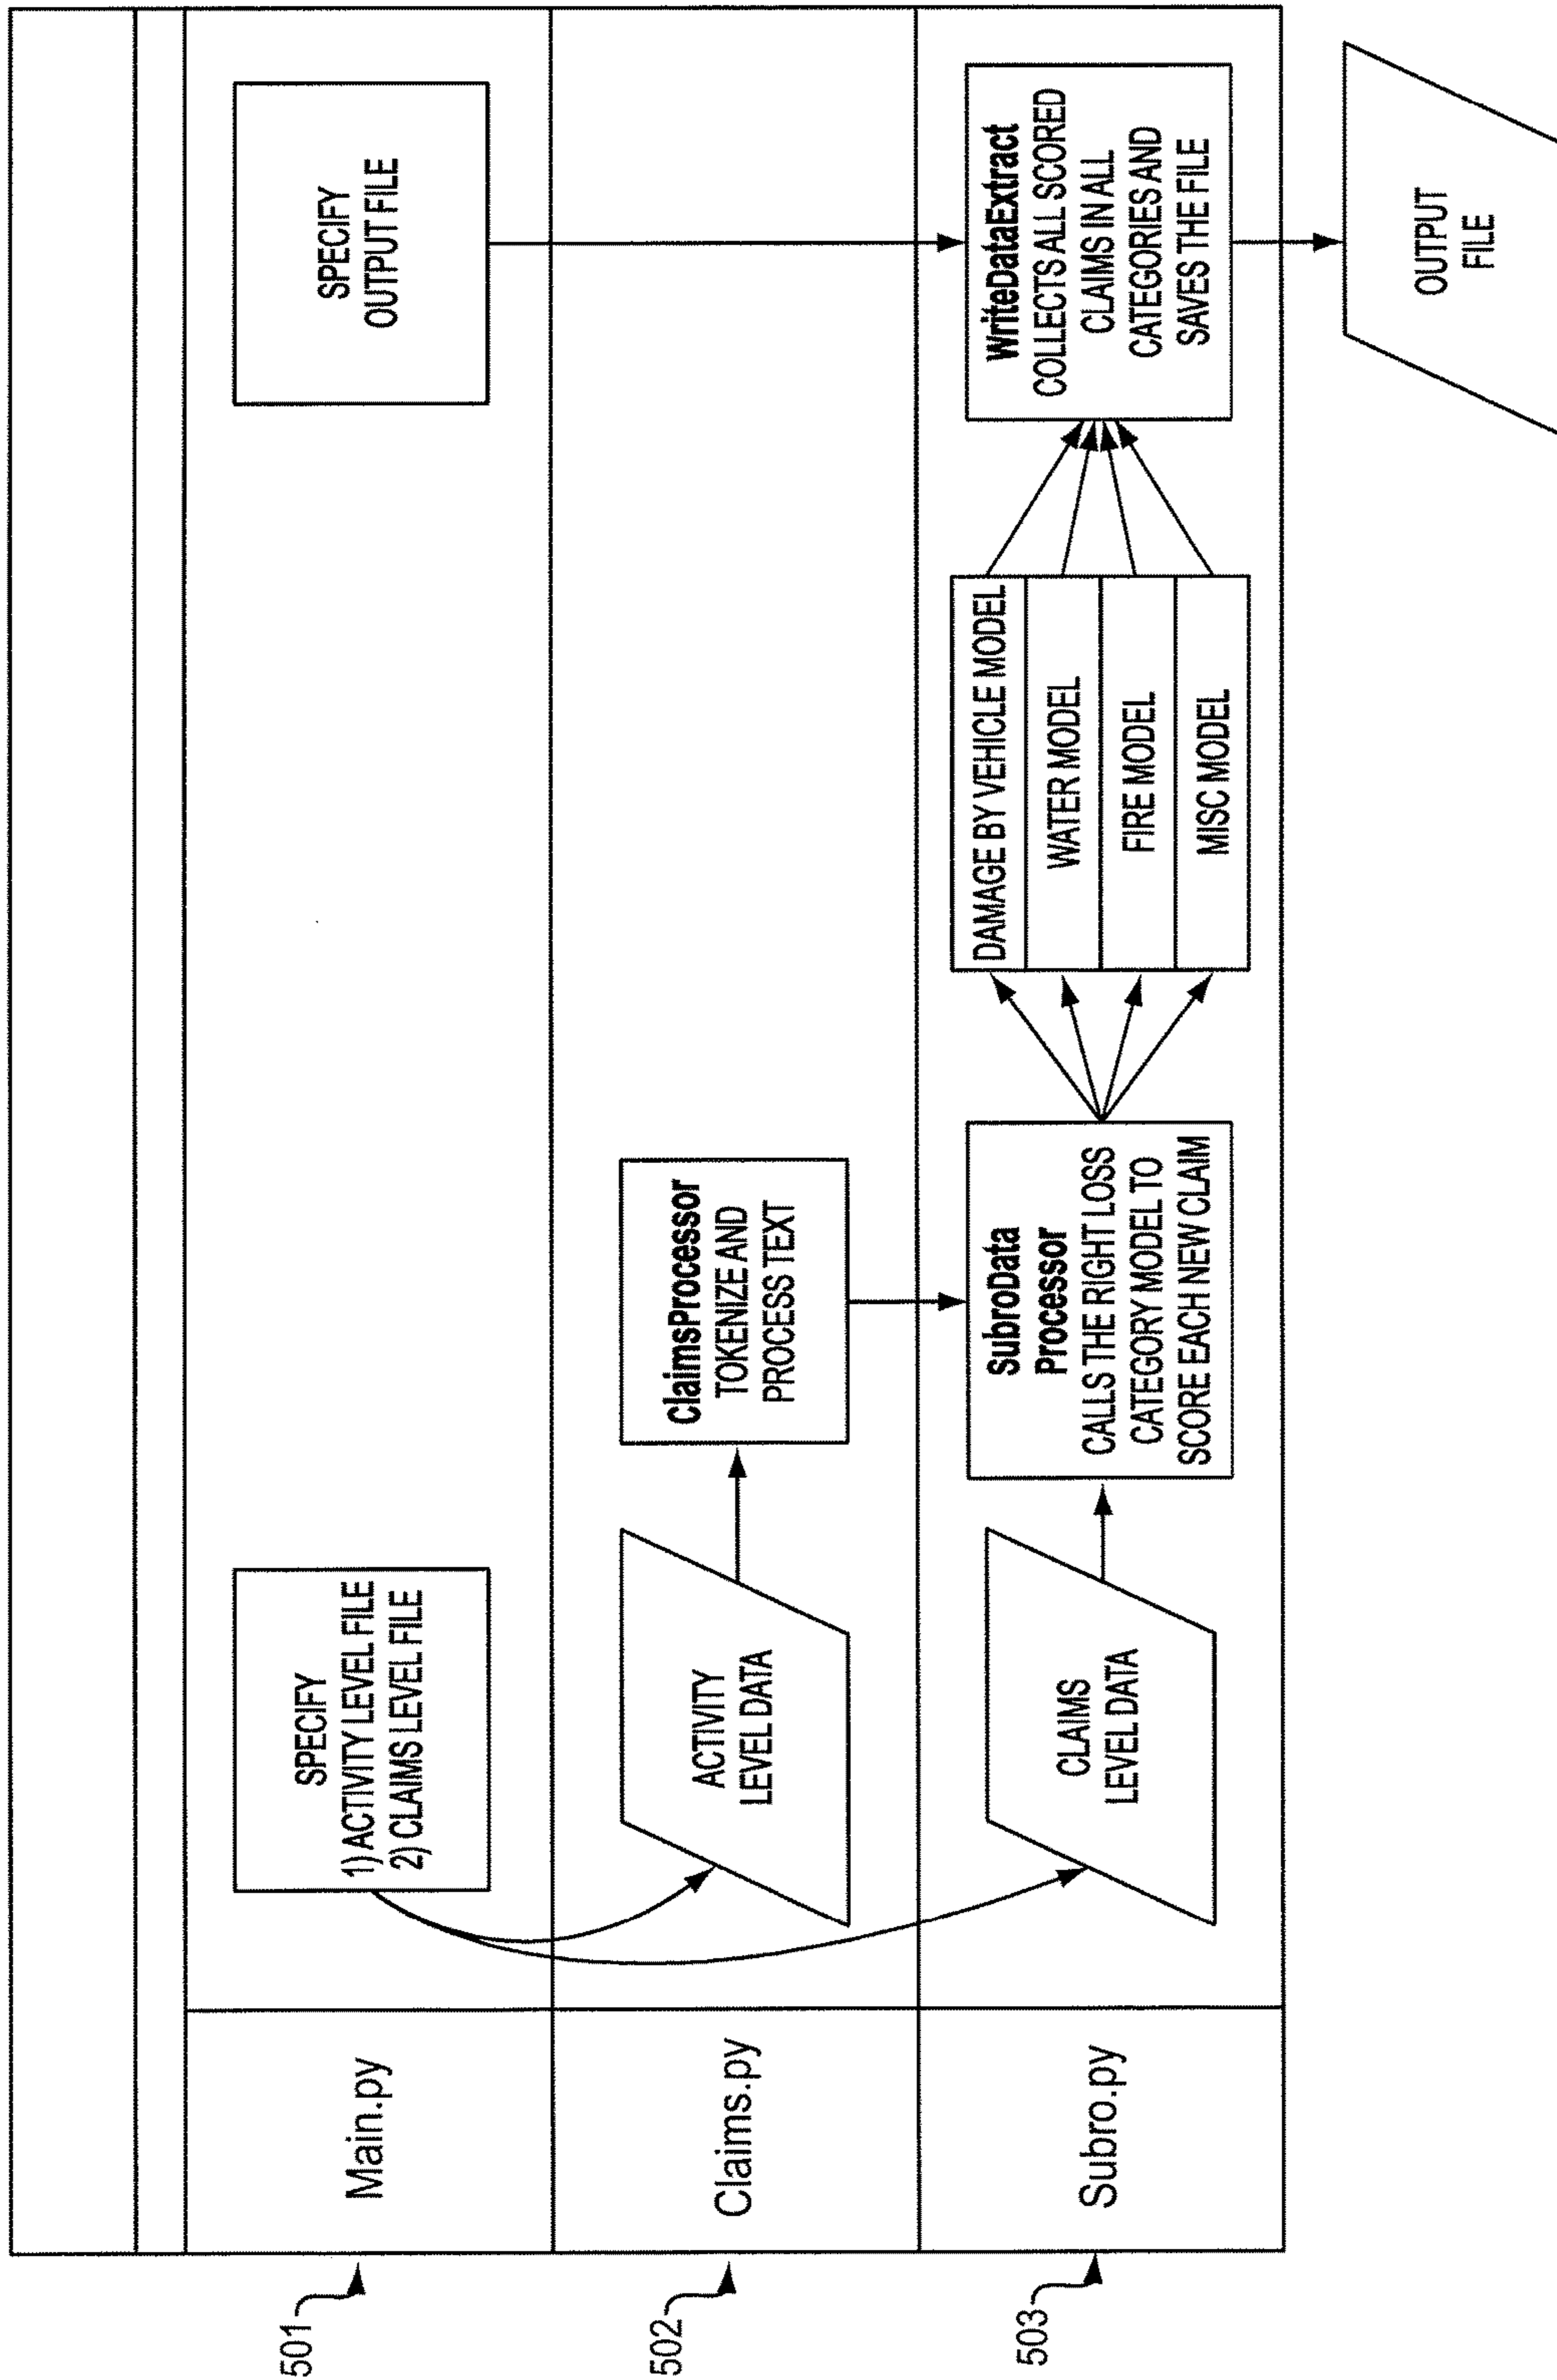 501
Main.py
SPECIFY
1) ACTIVITY LEVEL FILE
2) CLAIMS LEVEL FILE
SPECIFY
OUTPUT FILE
502
Claims.py
ACTIVITY
LEVEL DATA
ClaimsProcessor
TOKENIZE AND
PROCESS TEXT
503
Subro.py
CLAIMS
LEVEL DATA
SubroData
Processor
CALLS THE RIGHT LOSS
CATEGORY MODEL TO
SCORE EACH NEW CLAIM
DAMAGE BY VEHICLE MODEL
WATER MODEL
FIRE MODEL
MISC MODEL
WriteDataExtract
COLLECTS ALL SCORED
CLAIMS IN ALL
CATEGORIES AND
SAVES THE FILE
OUTPUT
FILE